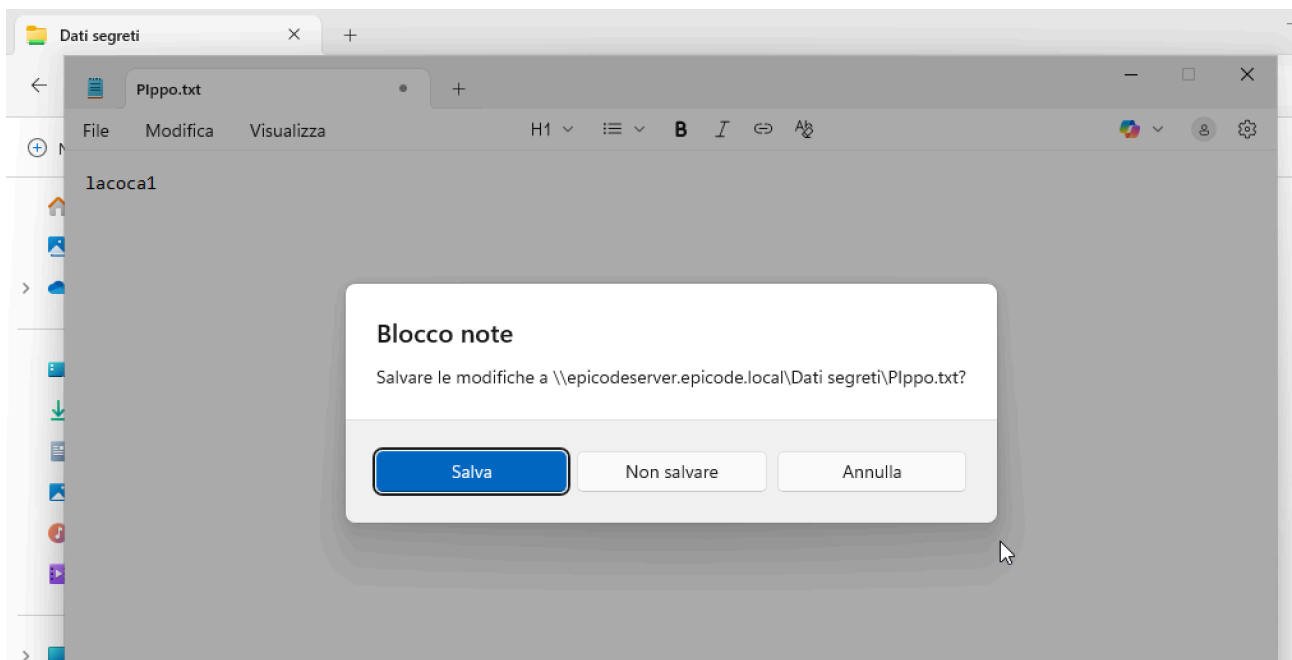 Dati segreti
PIppo.txt
File Modifica Visualizza H1 B I
lacoca1
Blocco note
Salvare le modifiche a \\epicodeserver.epicode.local\Dati segreti\PIppo.txt?
Salva Non salvare Annulla